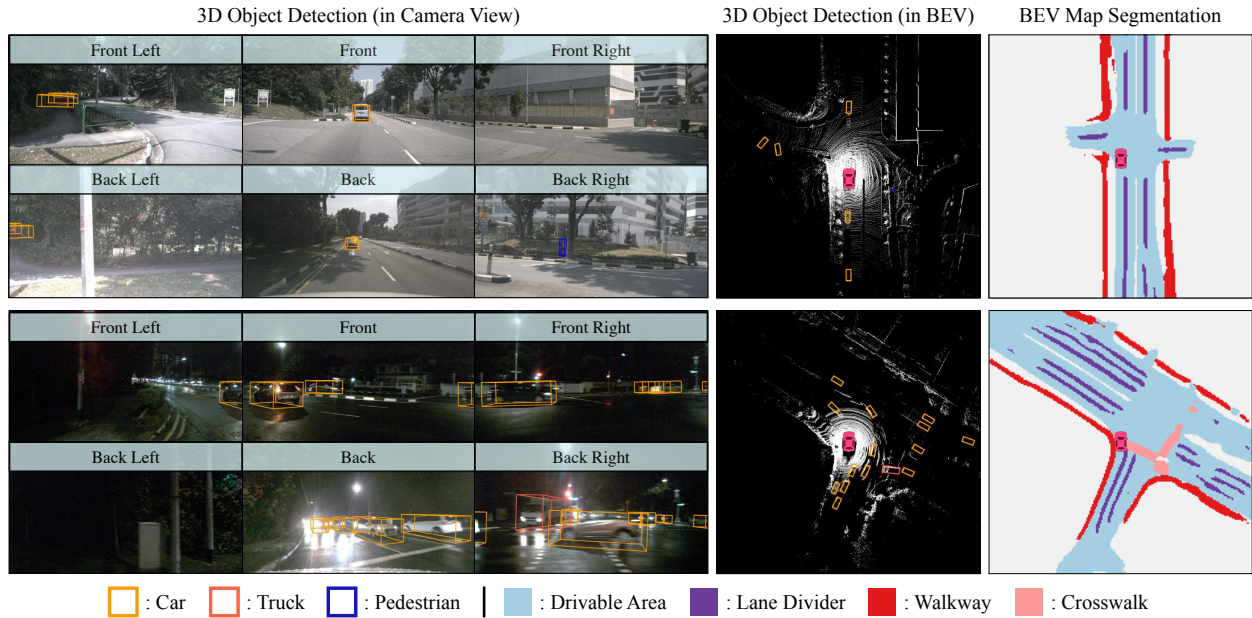 3D Object Detection (in Camera View)
3D Object Detection (in BEV)
BEV Map Segmentation
Front Left
Front
Front Right
Back Left
Back
Back Right
Front Left
Front
Front Right
Back Left
Back
Back Right
: Car
: Truck
: Pedestrian
: Drivable Area
: Lane Divider
: Walkway
: Crosswalk